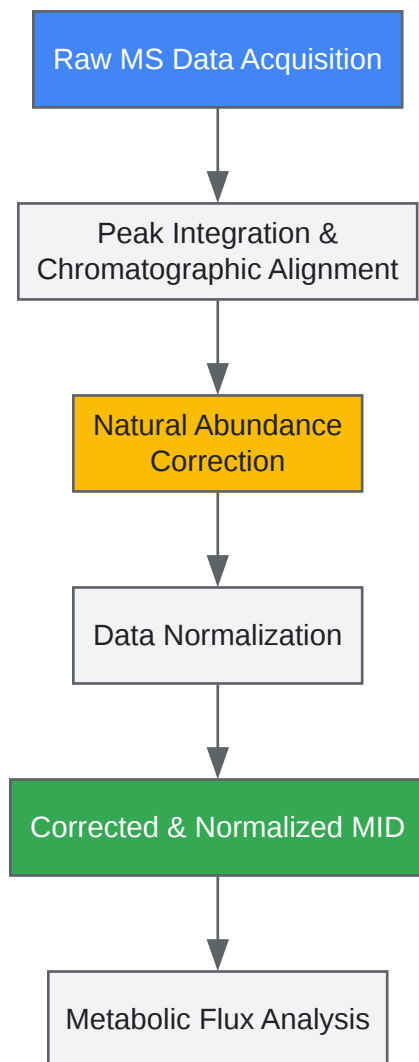 Raw MS Data Acquisition
Peak Integration &
Chromatographic Alignment
Natural Abundance
Correction
Data Normalization
Corrected & Normalized MID
Metabolic Flux Analysis